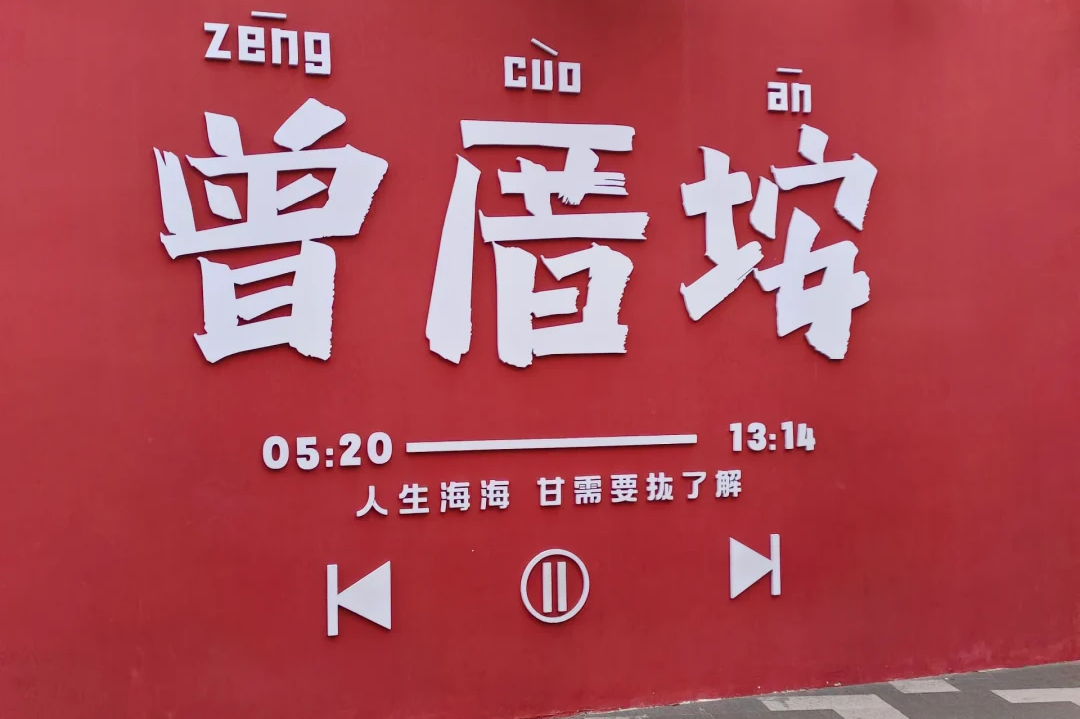 zēng cuò ān
曾厝垵
05:20 13:14
人生海海 甘需要拢了解